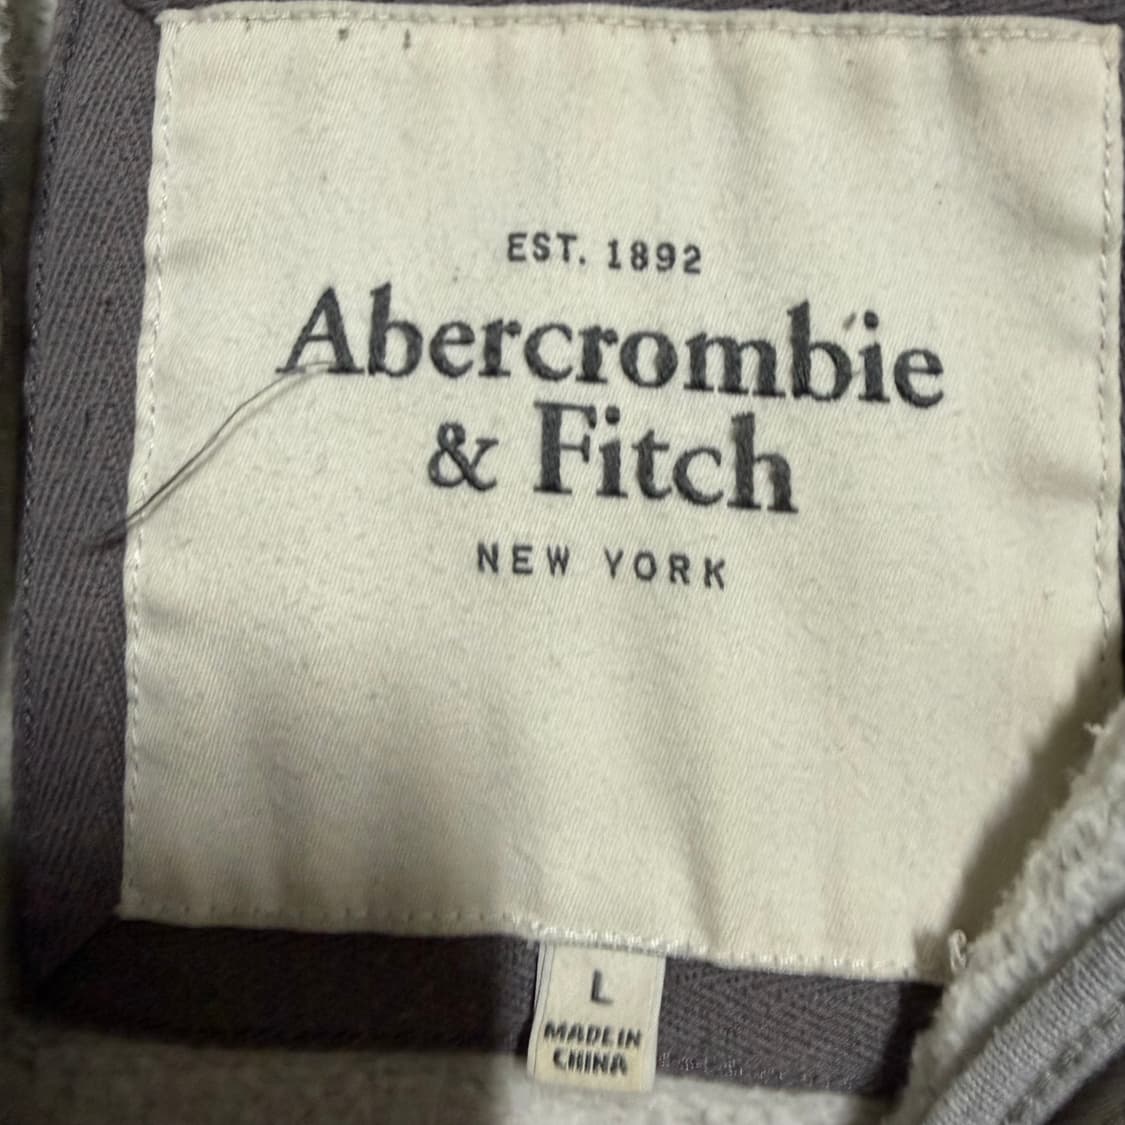 EST. 1892
Abercrombie
& Fitch
NEW YORK
L
MADE IN
CHINA